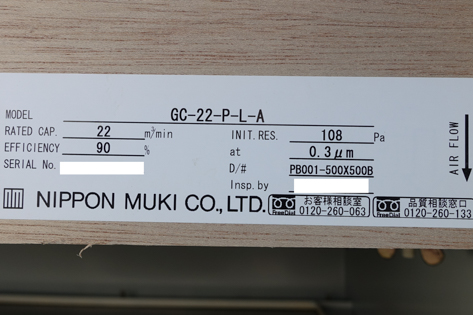 MODEL GC-22-P-L-A
RATED CAP. 22 m³/min INIT.RES. 108 Pa
EFFICIENCY 90 % at 0.3μm
SERIAL No. D/# PB001-500X500B
Insp.by
AIR FLOW
NIPPON MUKI CO.,LTD.
FreeDial お客様相談室 0120-260-063
FreeDial 品質相談窓口 0120-260-133